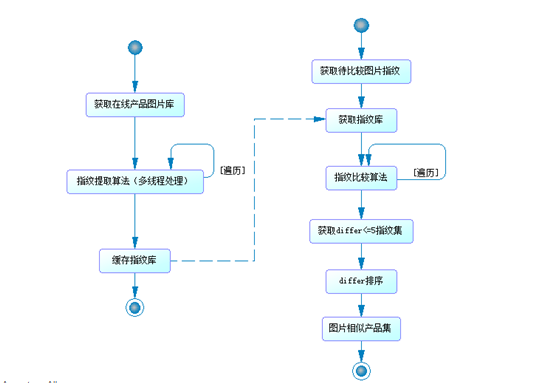 获取在线产品图片库
指纹提取算法（多线程处理）
[遍历]
缓存指纹库
获取待比较图片指纹
获取指纹库
指纹比较算法
[遍历]
获取differ<=5指纹集
differ排序
图片相似产品集